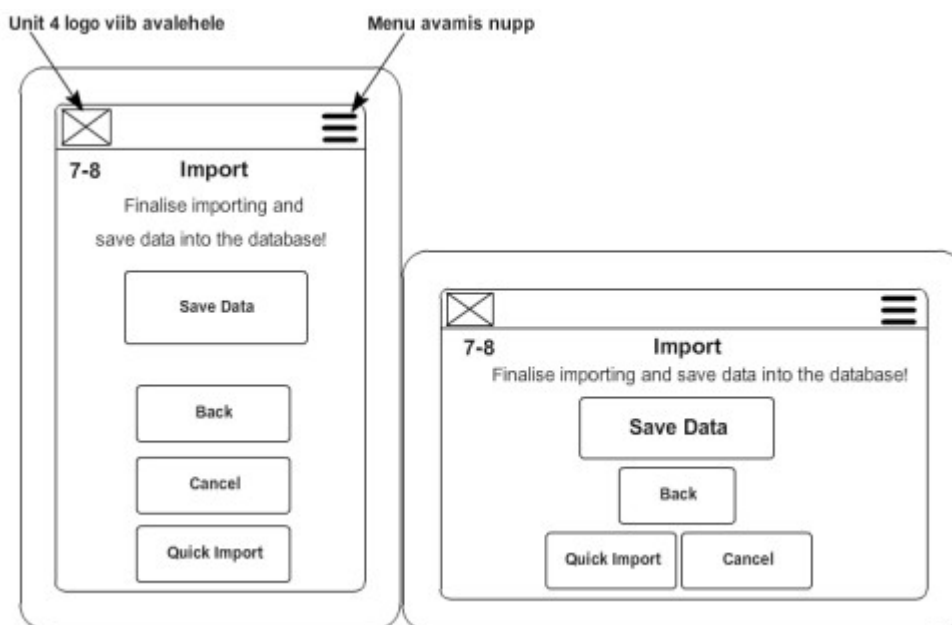 Unit 4 logo viib avalehele
Menu avamis nupp
7-8
Import
Finalise importing and
save data into the database!
Save Data
Back
Cancel
Quick Import
7-8
Import
Finalise importing and save data into the database!
Save Data
Back
Quick Import
Cancel